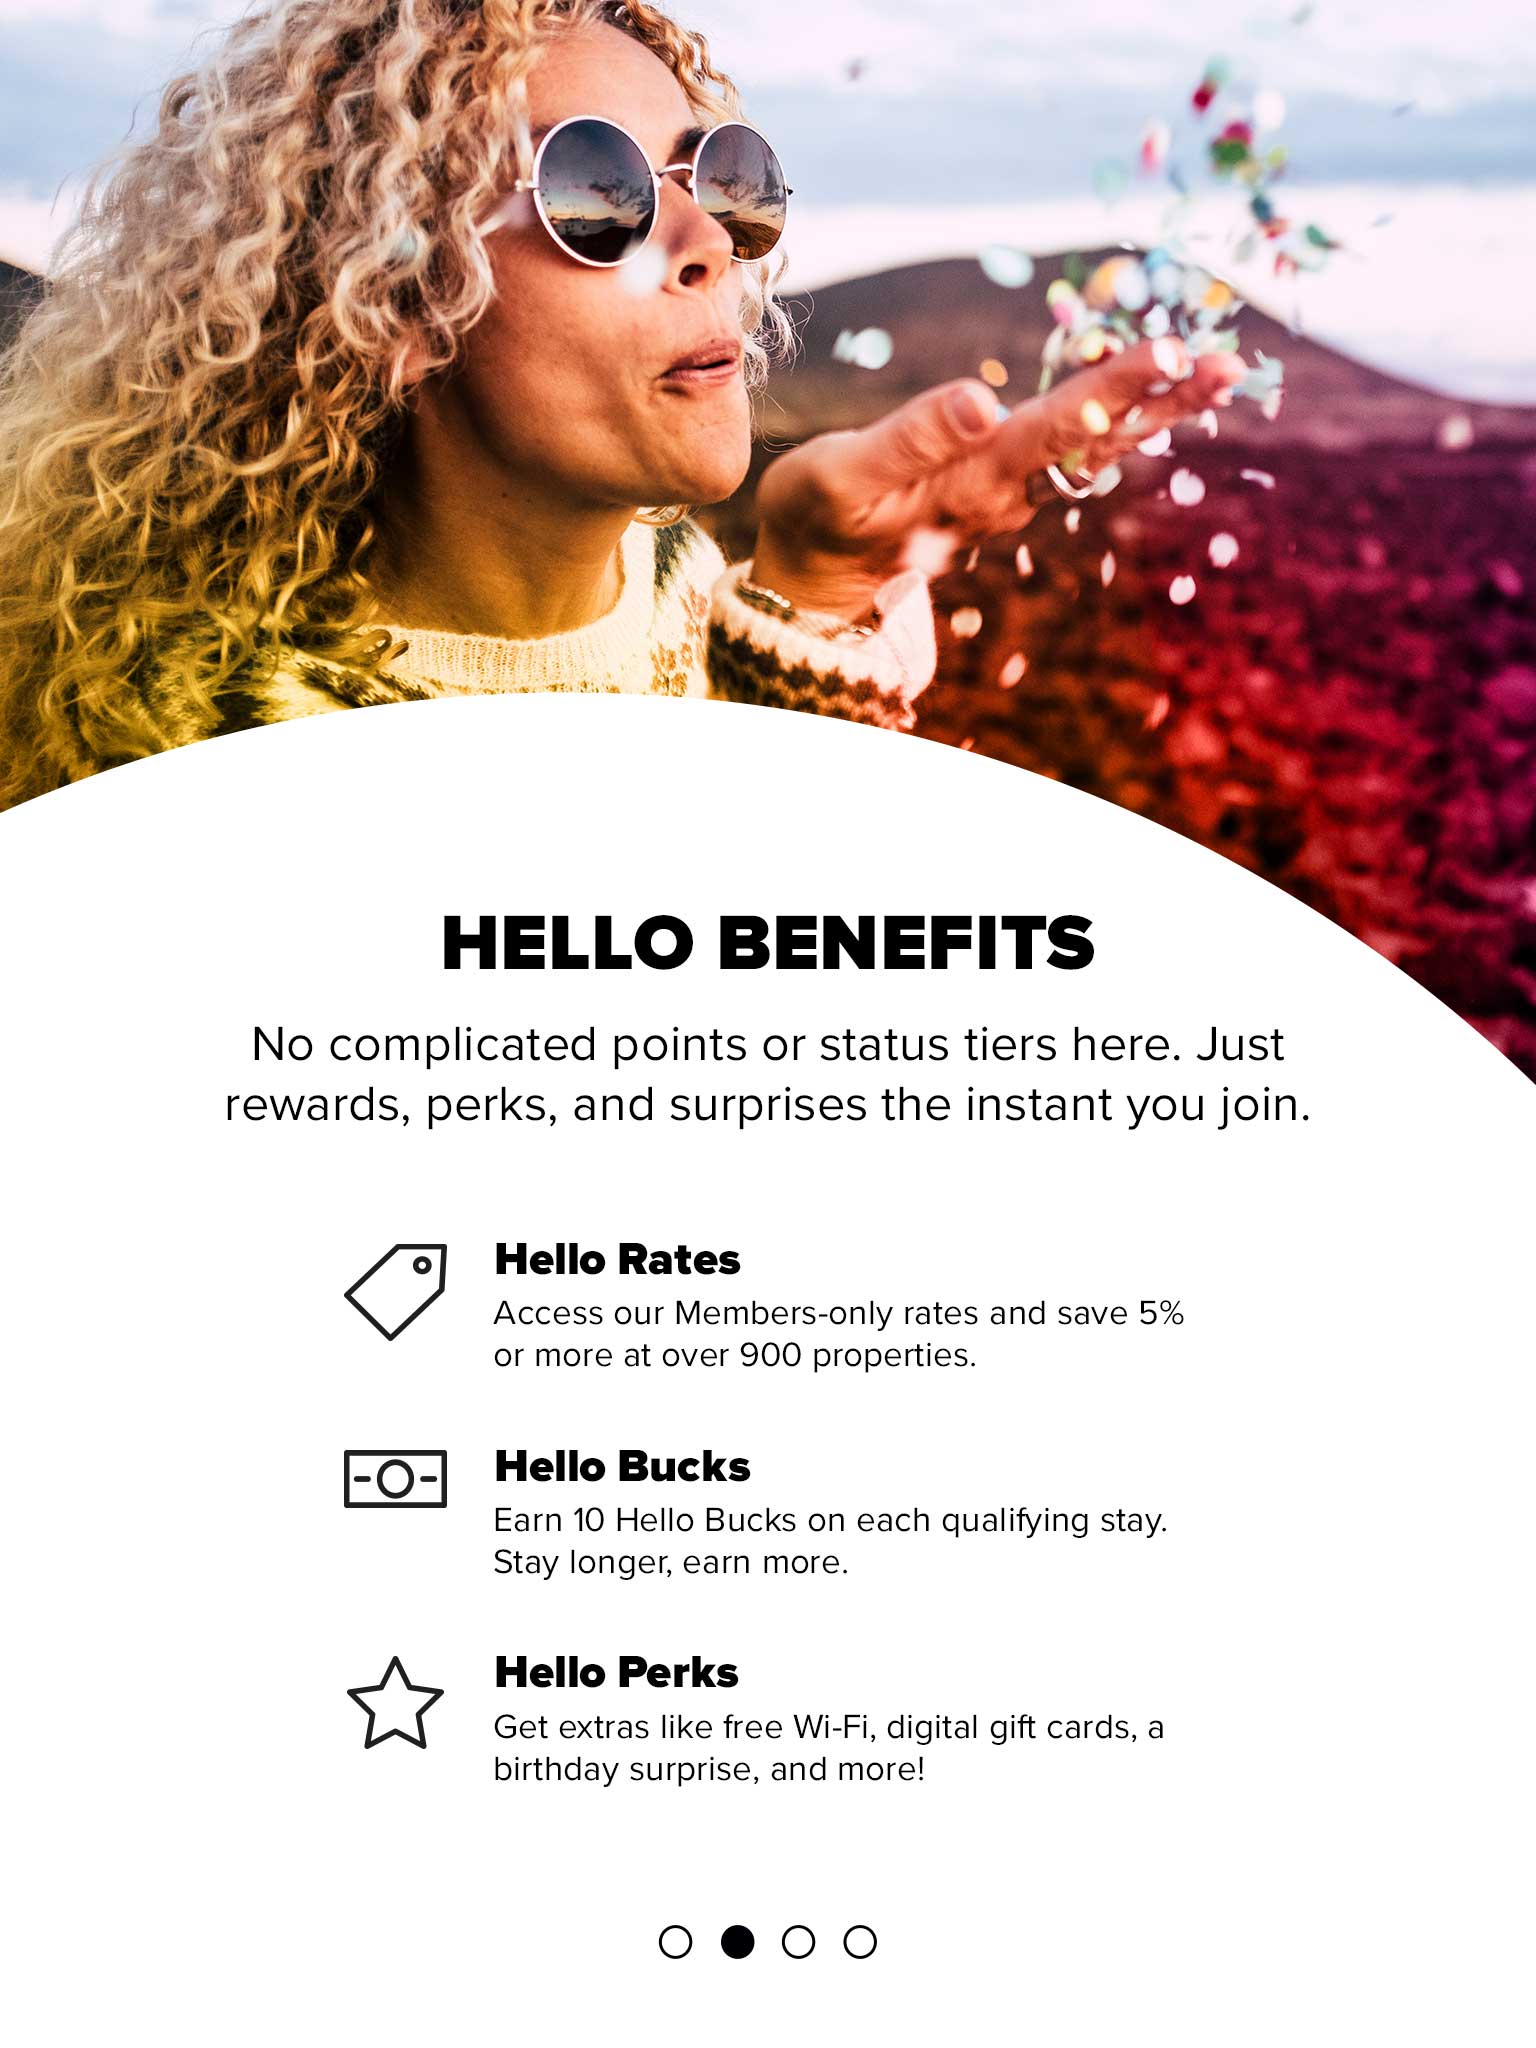 HELLO BENEFITS
No complicated points or status tiers here. Just
rewards, perks, and surprises the instant you join.
Hello Rates
Access our Members-only rates and save 5%
or more at over 900 properties.
Hello Bucks
Earn 10 Hello Bucks on each qualifying stay.
Stay longer, earn more.
Hello Perks
Get extras like free Wi-Fi, digital gift cards, a
birthday surprise, and more!